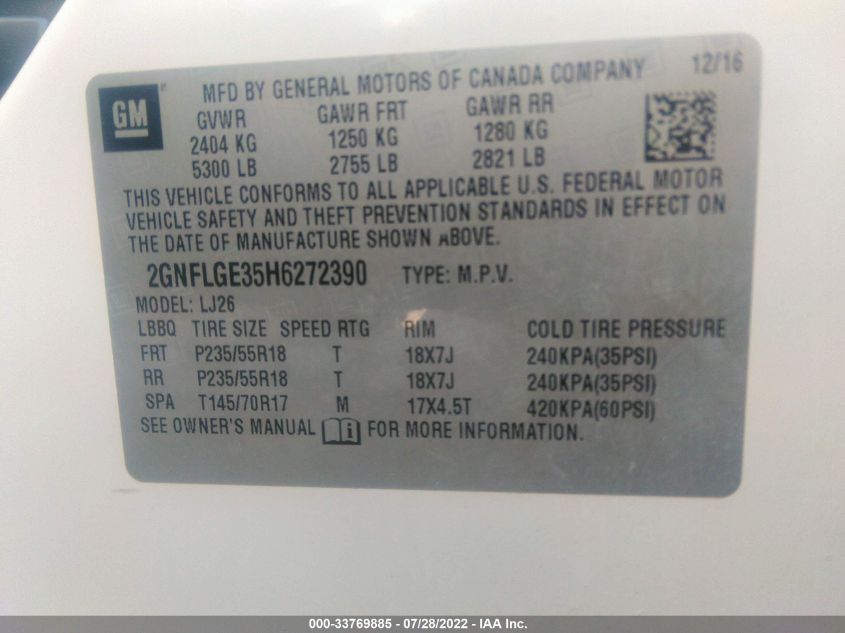 GM
MFD BY GENERAL MOTORS OF CANADA COMPANY 12/16
GVWR GAWR FRT GAWR RR
2404 KG 1250 KG 1280 KG
5300 LB 2755 LB 2821 LB
THIS VEHICLE CONFORMS TO ALL APPLICABLE U.S. FEDERAL MOTOR
VEHICLE SAFETY AND THEFT PREVENTION STANDARDS IN EFFECT ON
THE DATE OF MANUFACTURE SHOWN ABOVE.
2GNFLGE35H6272390 TYPE: M.P.V.
MODEL: LJ26
LBBQ TIRE SIZE SPEED RTG RIM COLD TIRE PRESSURE
FRT P235/55R18 T 18X7J 240KPA(35PSI)
RR P235/55R18 T 18X7J 240KPA(35PSI)
SPA T145/70R17 M 17X4.5T 420KPA(60PSI)
SEE OWNER'S MANUAL i FOR MORE INFORMATION.
000-33769885 - 07/28/2022 - IAA Inc.